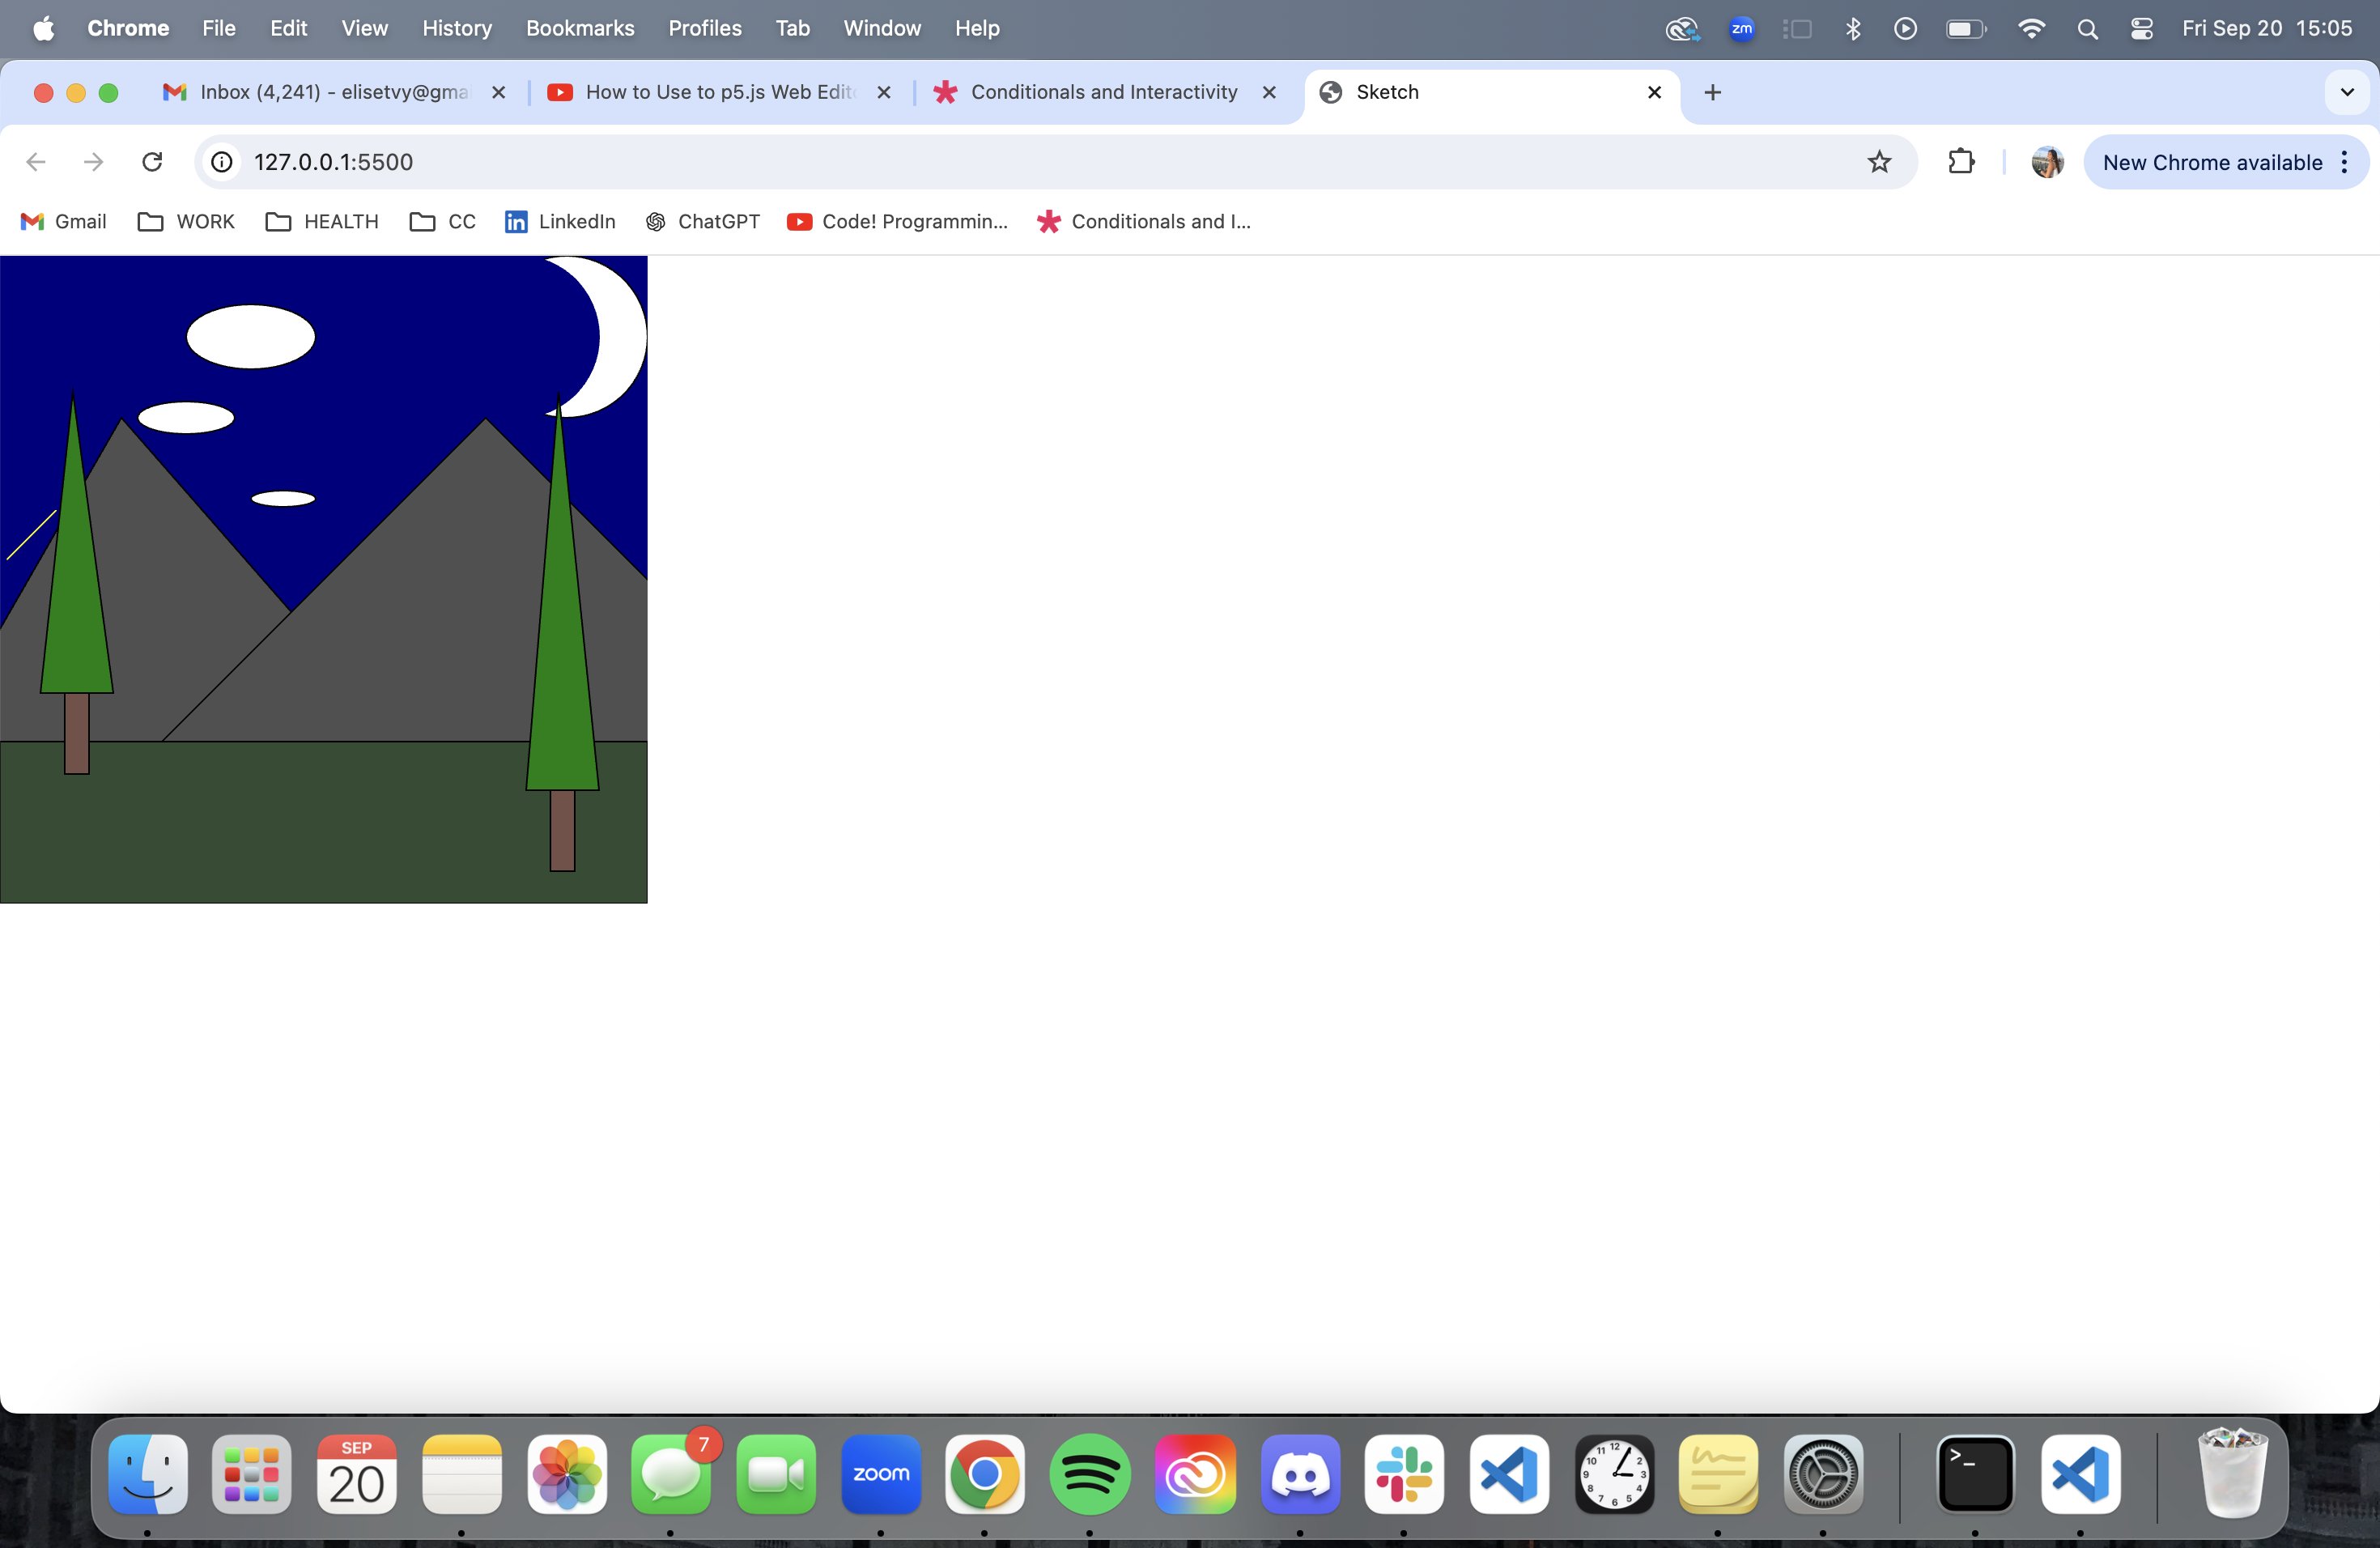 Chrome File Edit View History Bookmarks Profiles Tab Window Help zm Fri Sep 20 15:05
Inbox (4,241) - elisetvy@gma How to Use to p5.js Web Edit Conditionals and Interactivity Sketch
127.0.0.1:5500 New Chrome available
Gmail WORK HEALTH CC LinkedIn ChatGPT Code! Programmin... Conditionals and I...
SEP 7
20 zoom